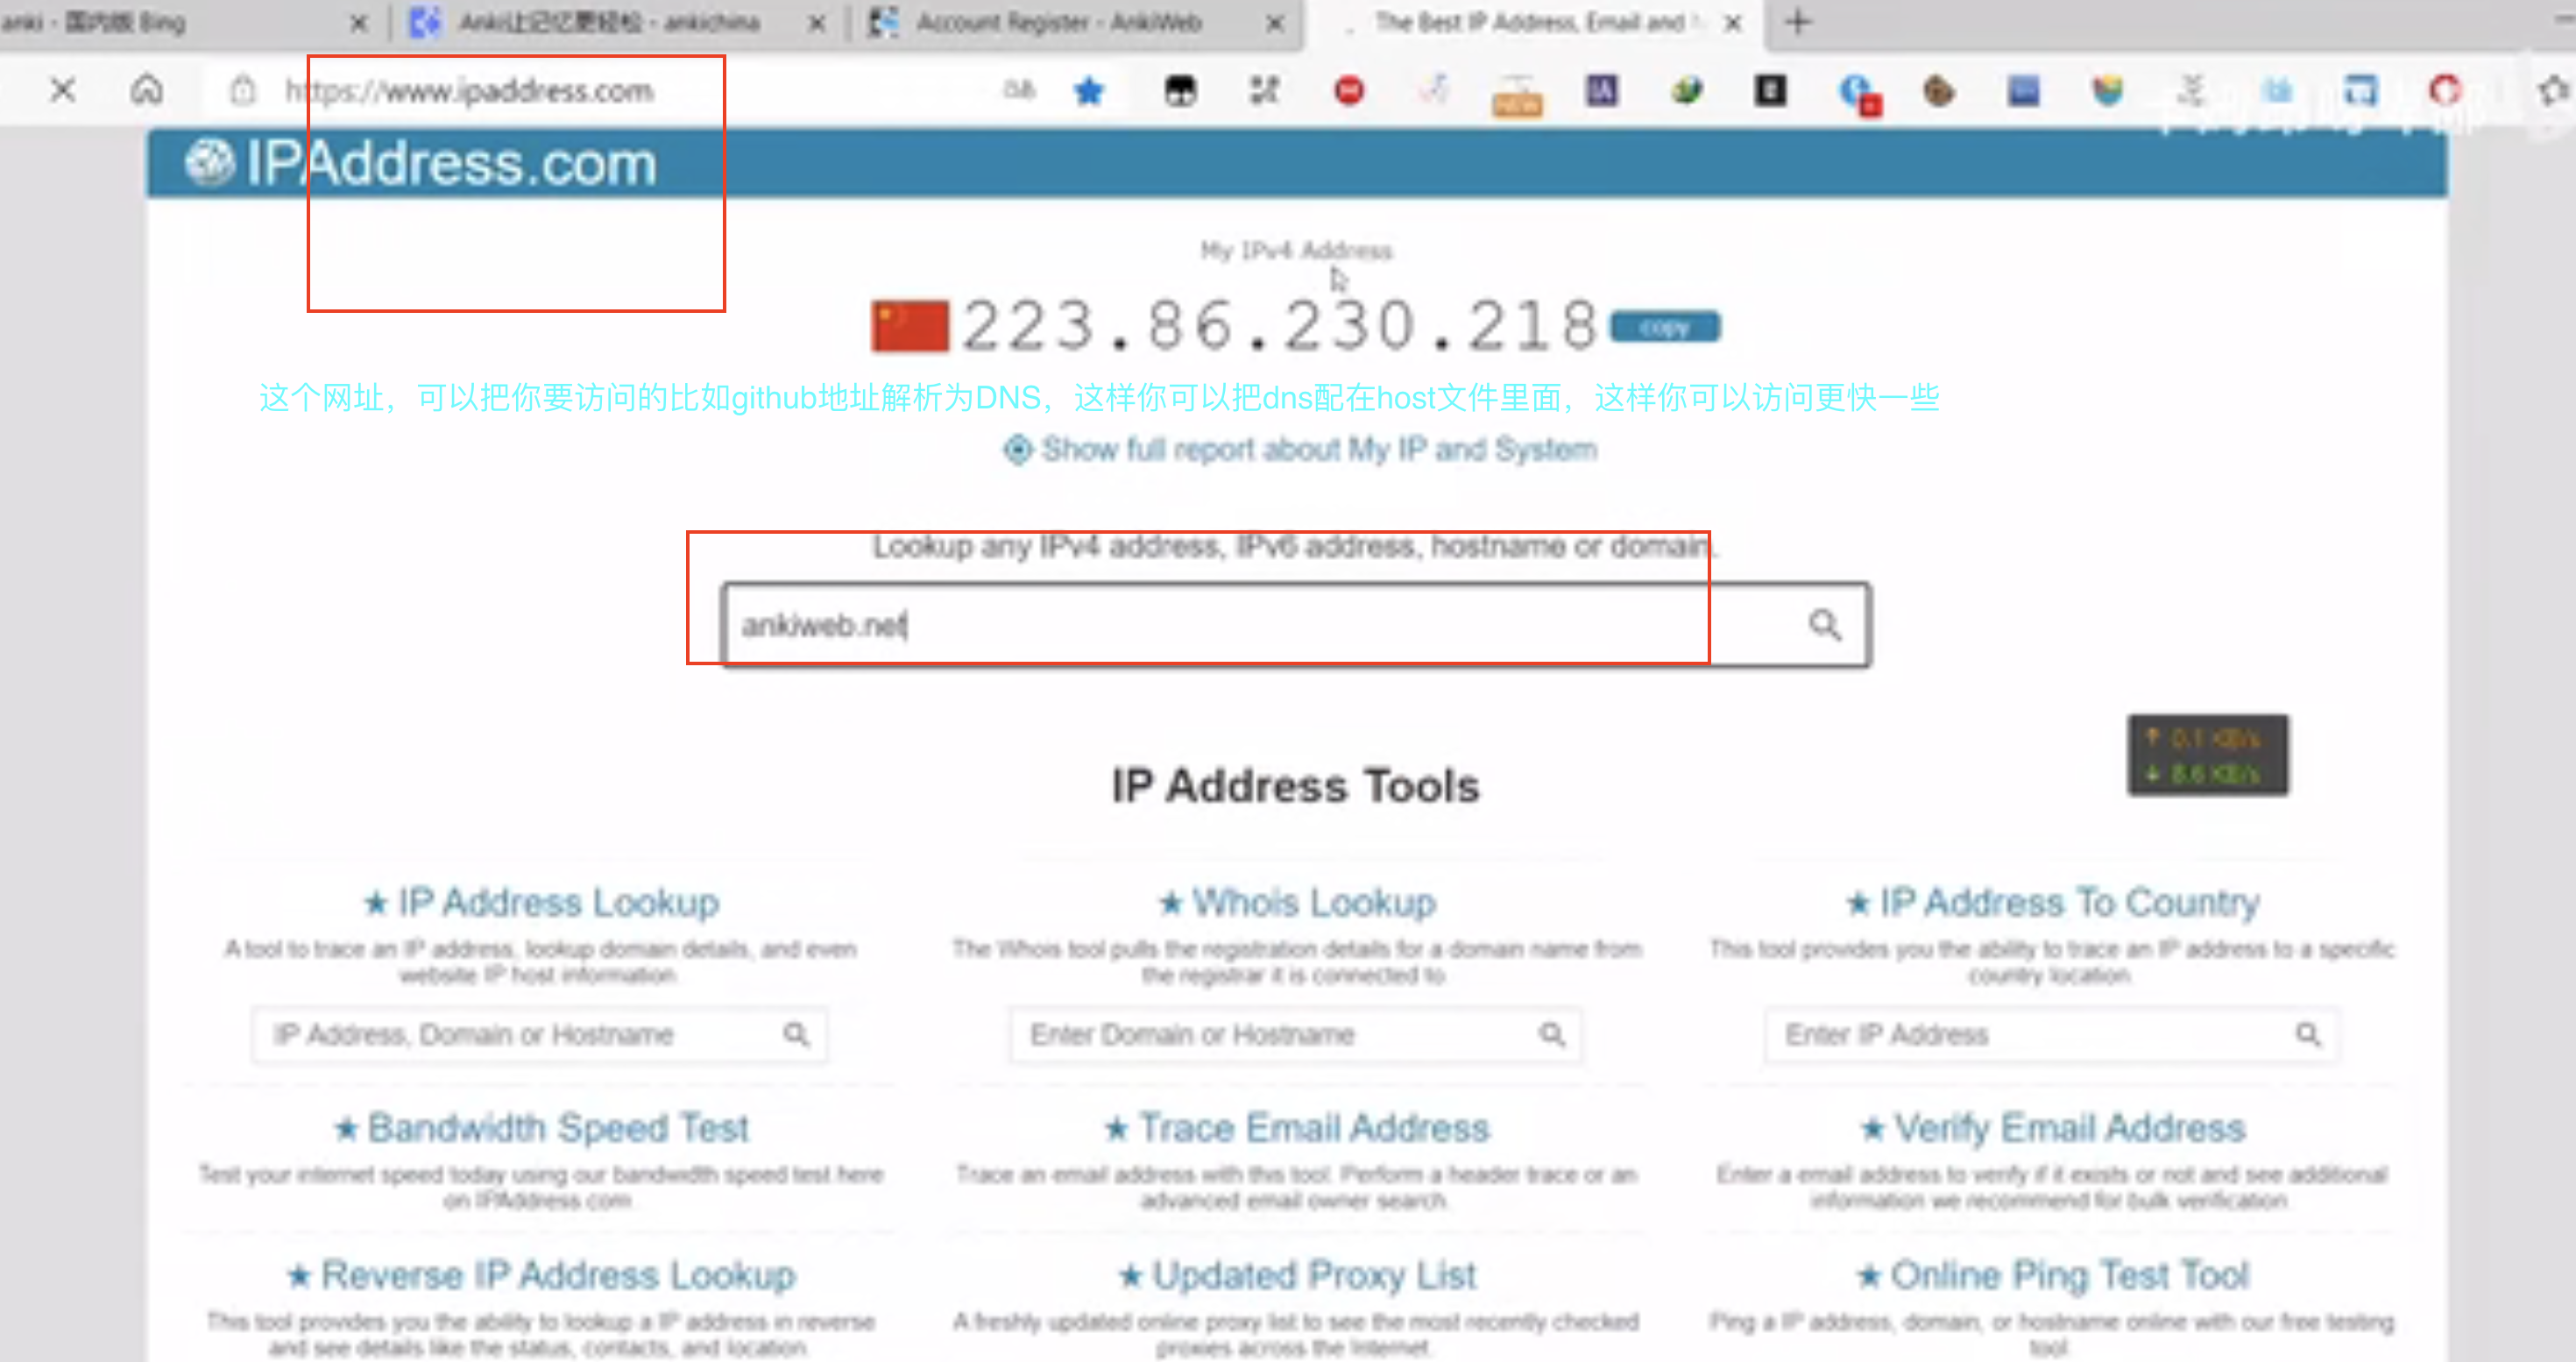 anki - 国内版 Bing
Anki让记忆更轻松 - ankichina
Account Register - AnkiWeb
The Best IP Address, Email and
https://www.ipaddress.com
NEW
IPAddress.com
My IPv4 Address
223.86.230.218
copy
这个网址，可以把你要访问的比如github地址解析为DNS，这样你可以把dns配在host文件里面，这样你可以访问更快一些
Show full report about My IP and System
Lookup any IPv4 address, IPv6 address, hostname or domain.
ankiweb.net
↑ 0.1 KB/s
↓ 8.6 KB/s
IP Address Tools
★ IP Address Lookup
A tool to trace an IP address, lookup domain details, and even
website IP host information.
IP Address, Domain or Hostname
★ Whois Lookup
The Whois tool pulls the registration details for a domain name from
the registrar it is connected to.
Enter Domain or Hostname
★ IP Address To Country
This tool provides you the ability to trace an IP address to a specific
country location.
Enter IP Address
★ Bandwidth Speed Test
Test your internet speed today using our bandwidth speed test here
on IPAddress.com.
★ Trace Email Address
Trace an email address with this tool. Perform a header trace or an
advanced email owner search.
★ Verify Email Address
Enter a email address to verify if it exists or not and see additional
information we recommend for bulk verification.
★ Reverse IP Address Lookup
This tool provides you the ability to lookup a IP address in reverse
and see details like the status, contacts, and location.
★ Updated Proxy List
A freshly updated online proxy list to see the most recently checked
proxies across the Internet.
★ Online Ping Test Tool
Ping a IP address, domain, or hostname online with our free testing
tool.